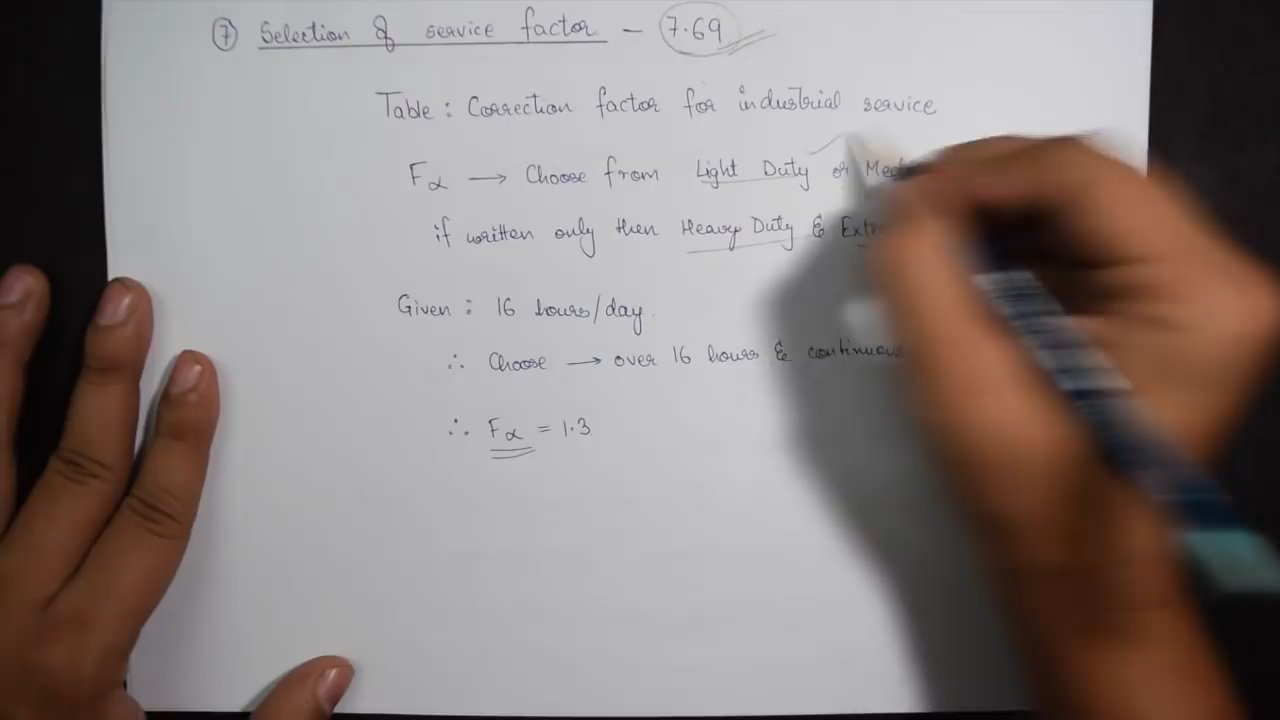 ⑦ Selection of service factor - 7.69
Table : Correction factor for industrial service
Fα → Choose from Light Duty or
if written only then Heavy Duty &
Given : 16 hours/day
∴ Choose → over 16 hours & continuous
∴ Fα = 1.3